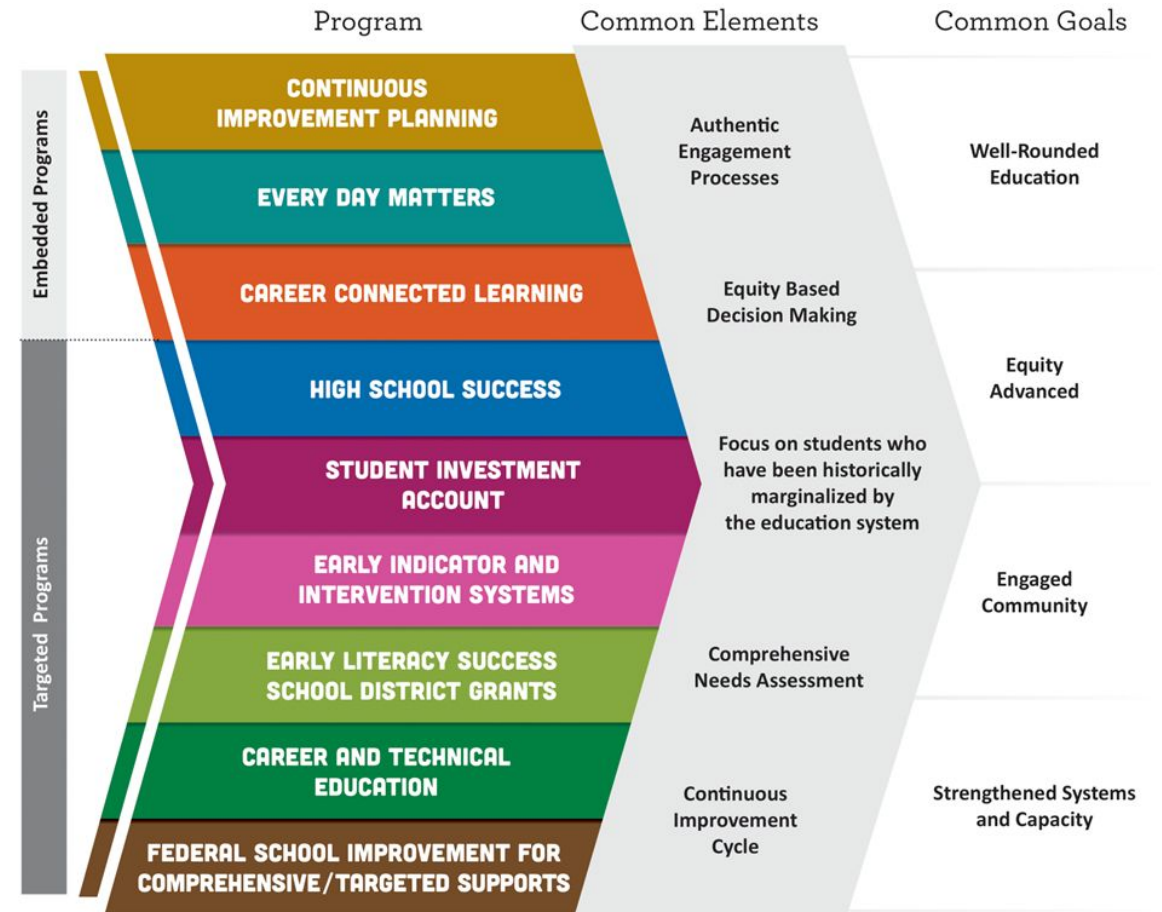 Program
Common Elements
Common Goals
Embedded Programs
Targeted Programs
CONTINUOUS
IMPROVEMENT PLANNING
EVERY DAY MATTERS
CAREER CONNECTED LEARNING
HIGH SCHOOL SUCCESS
STUDENT INVESTMENT
ACCOUNT
EARLY INDICATOR AND
INTERVENTION SYSTEMS
EARLY LITERACY SUCCESS
SCHOOL DISTRICT GRANTS
CAREER AND TECHNICAL
EDUCATION
FEDERAL SCHOOL IMPROVEMENT FOR
COMPREHENSIVE/TARGETED SUPPORTS
Authentic
Engagement
Processes
Equity Based
Decision Making
Focus on students who
have been historically
marginalized by
the education system
Comprehensive
Needs Assessment
Continuous
Improvement
Cycle
Well-Rounded
Education
Equity
Advanced
Engaged
Community
Strengthened Systems
and Capacity